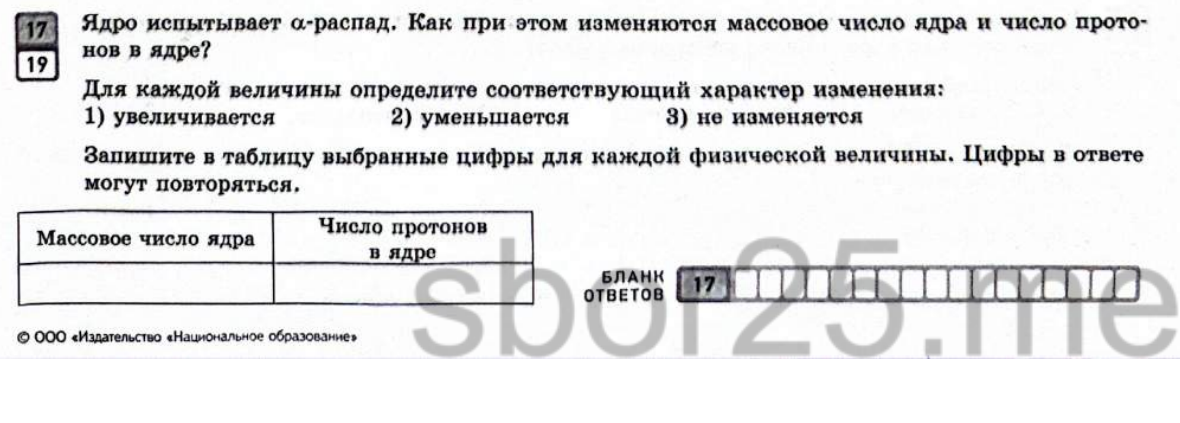 17
19
Ядро испытывает α-распад. Как при этом изменяются массовое число ядра и число прото-
нов в ядре?
Для каждой величины определите соответствующий характер изменения:
1) увеличивается 2) уменьшается 3) не изменяется
Запишите в таблицу выбранные цифры для каждой физической величины. Цифры в ответе
могут повторяться.
Массовое число ядра
Число протонов
в ядре
БЛАНК
ОТВЕТОВ
17
© ООО «Издательство «Национальное образование»
sbor25.me